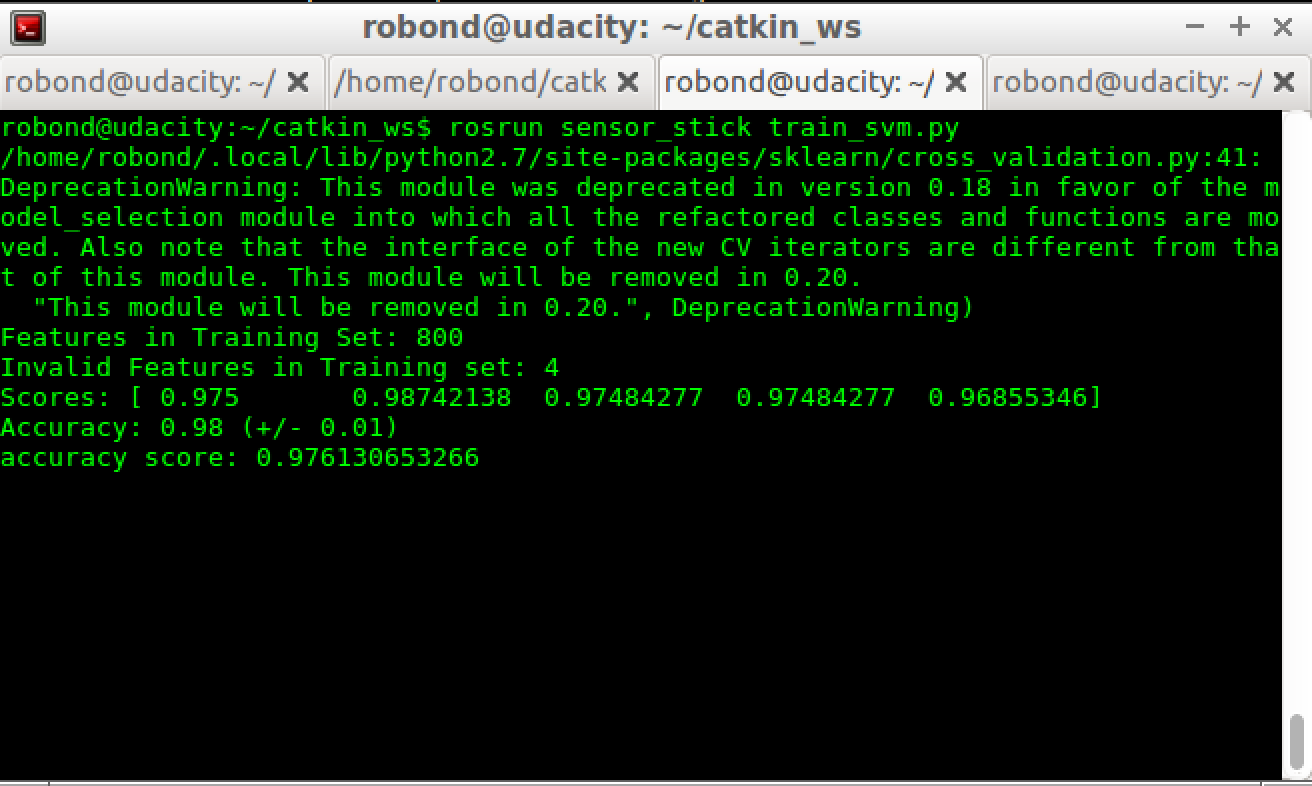 robond@udacity: ~/catkin_ws
robond@udacity: ~/
/home/robond/catk
robond@udacity: ~/
robond@udacity: ~/
robond@udacity:~/catkin_ws$ rosrun sensor_stick train_svm.py
/home/robond/.local/lib/python2.7/site-packages/sklearn/cross_validation.py:41:
DeprecationWarning: This module was deprecated in version 0.18 in favor of the m
odel_selection module into which all the refactored classes and functions are mo
ved. Also note that the interface of the new CV iterators are different from tha
t of this module. This module will be removed in 0.20.
  "This module will be removed in 0.20.", DeprecationWarning)
Features in Training Set: 800
Invalid Features in Training set: 4
Scores: [ 0.975       0.98742138  0.97484277  0.97484277  0.96855346]
Accuracy: 0.98 (+/- 0.01)
accuracy score: 0.976130653266